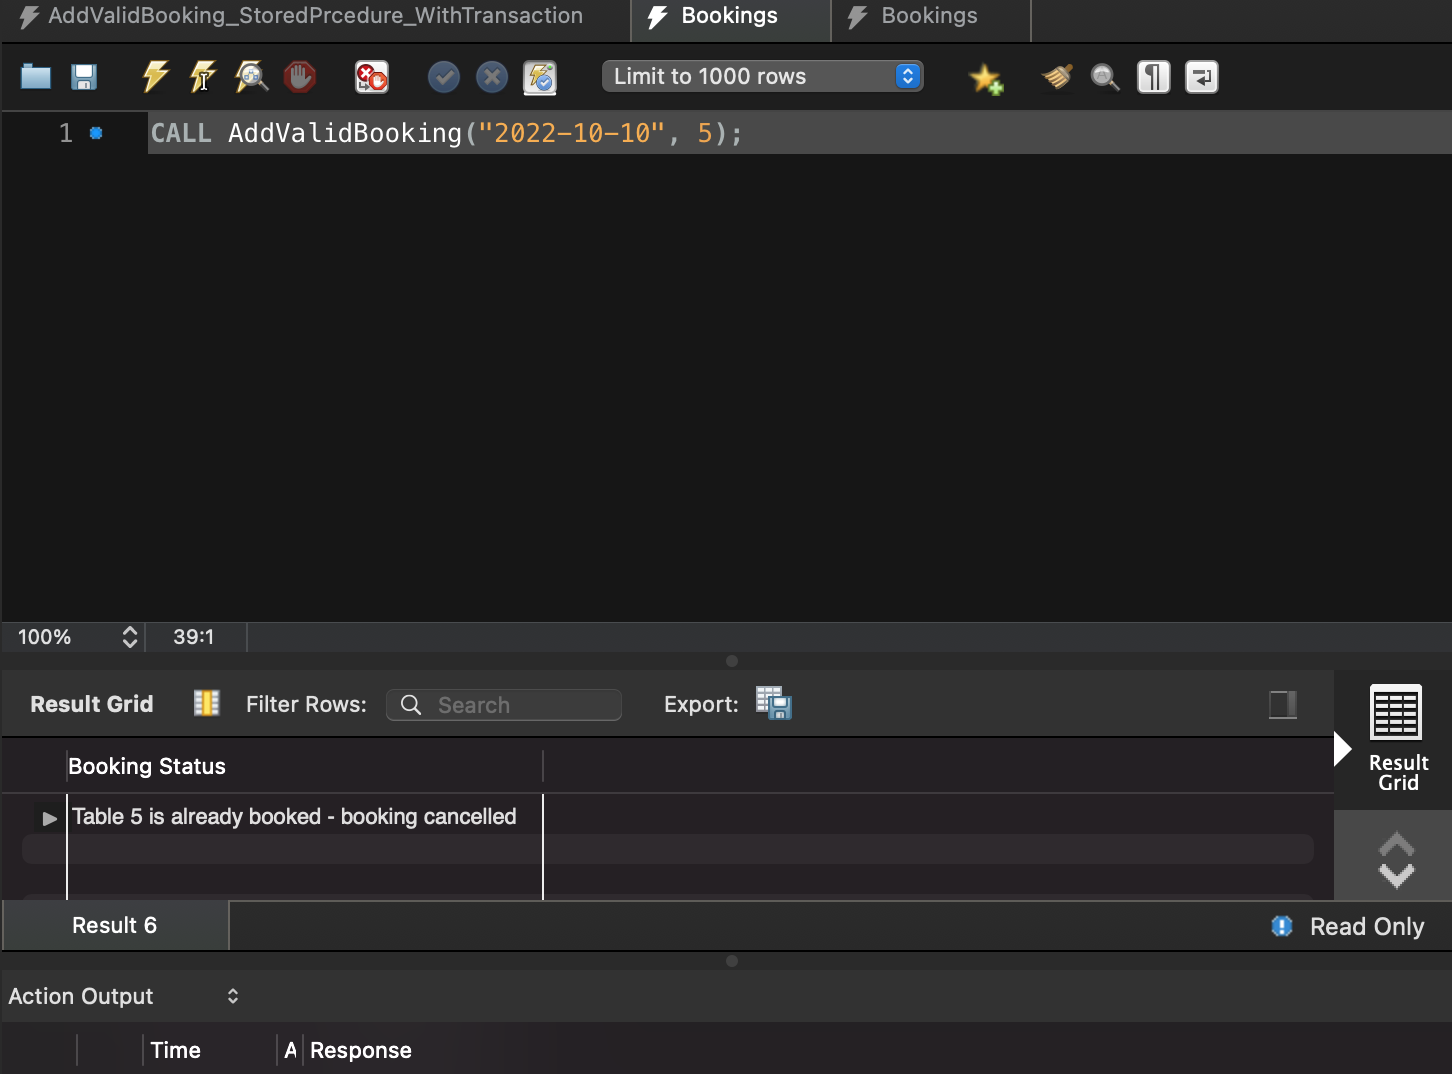 AddValidBooking_StoredPrcedure_WithTransaction
Bookings
Bookings
Limit to 1000 rows
1 CALL AddValidBooking("2022-10-10", 5);
100%
39:1
Result Grid
Filter Rows:
Search
Export:
Result
Grid
Booking Status
Table 5 is already booked - booking cancelled
Result 6
Read Only
Action Output
Time
A
Response